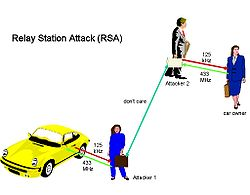 Relay Station Attack (RSA)
125
kHz
433
MHz
Attacker 2
car owner
don't care
125
kHz
433
MHz
Attacker 1